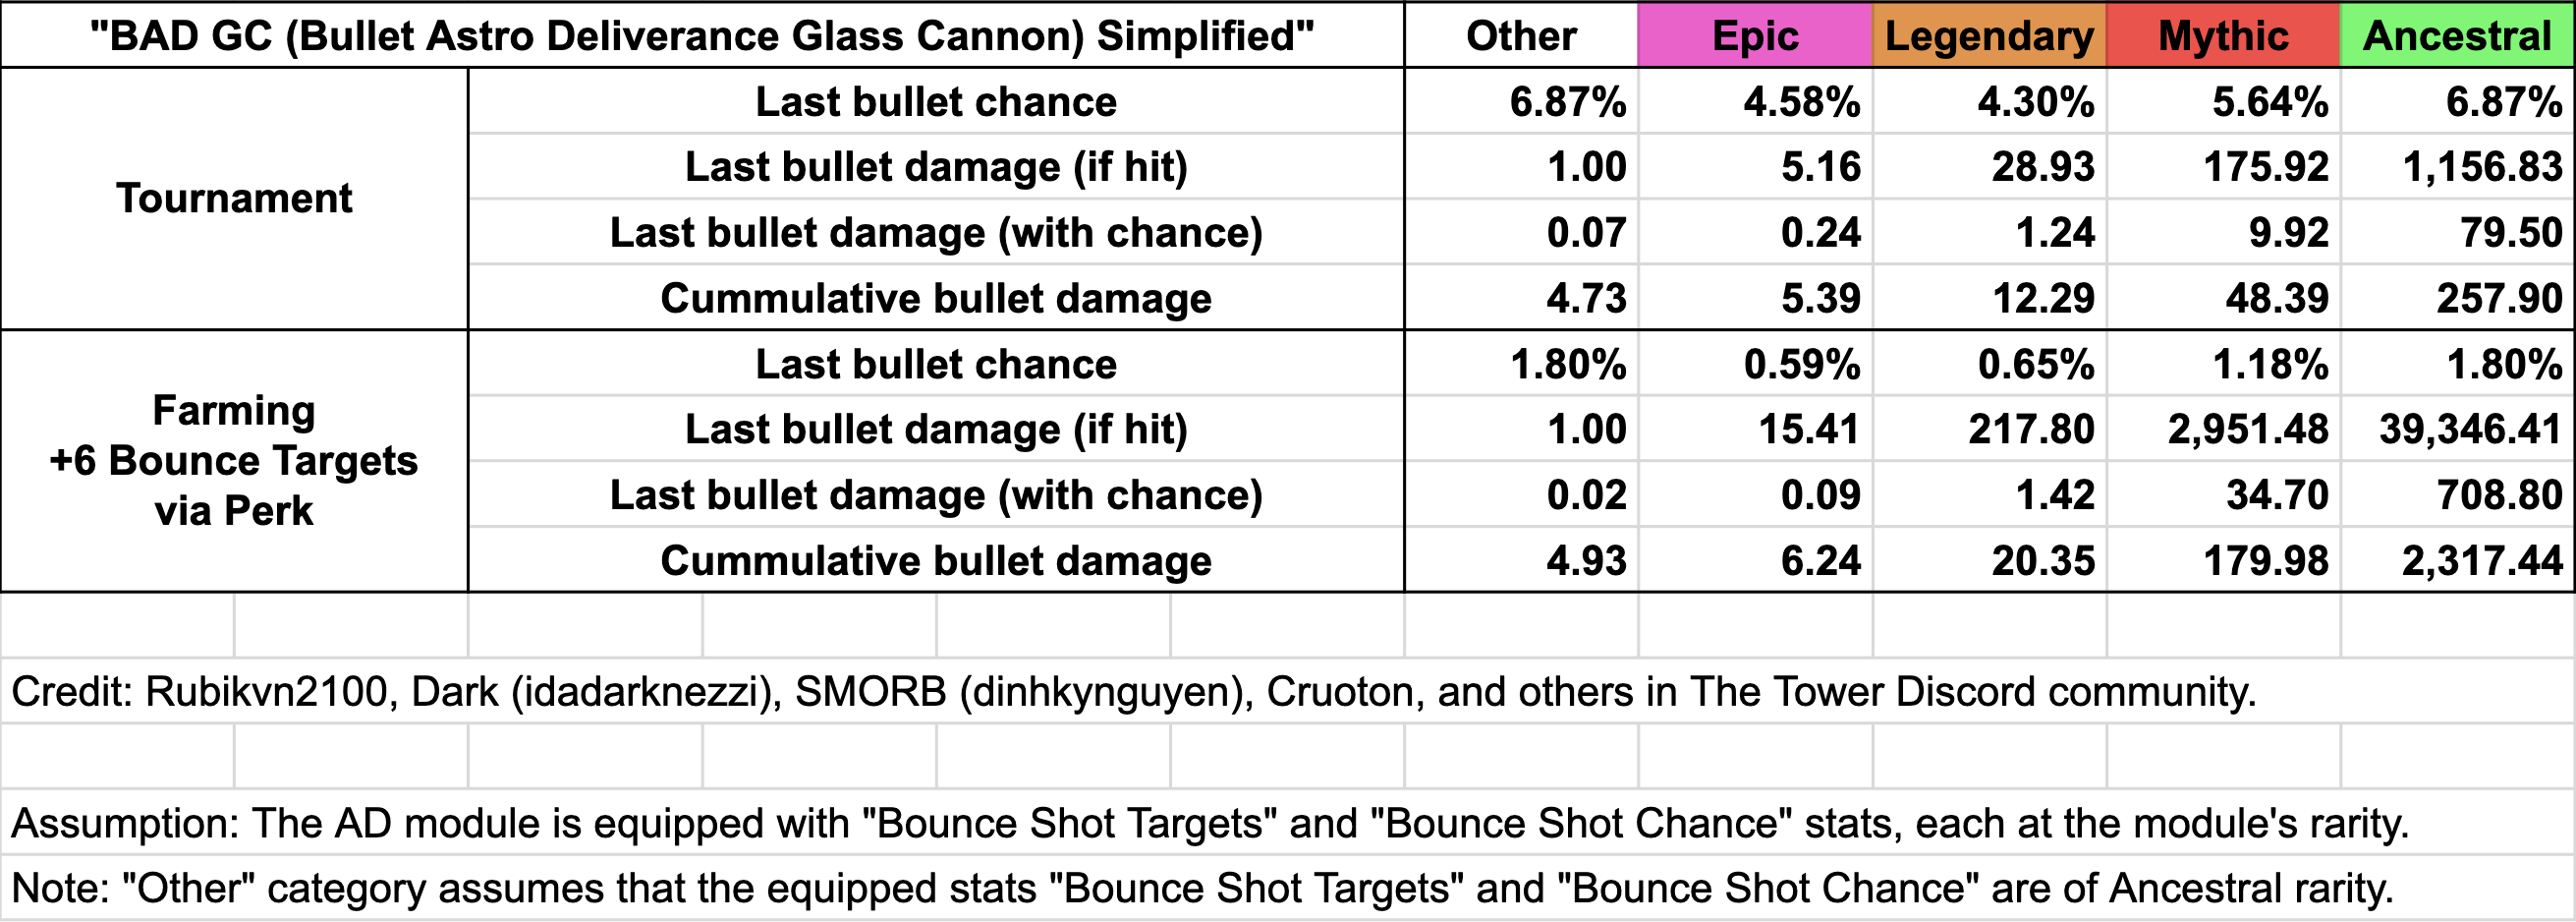 "BAD GC (Bullet Astro Deliverance Glass Cannon) Simplified" Other Epic Legendary Mythic Ancestral
Tournament
Last bullet chance 6.87% 4.58% 4.30% 5.64% 6.87%
Last bullet damage (if hit) 1.00 5.16 28.93 175.92 1,156.83
Last bullet damage (with chance) 0.07 0.24 1.24 9.92 79.50
Cummulative bullet damage 4.73 5.39 12.29 48.39 257.90
Farming
+6 Bounce Targets
via Perk
Last bullet chance 1.80% 0.59% 0.65% 1.18% 1.80%
Last bullet damage (if hit) 1.00 15.41 217.80 2,951.48 39,346.41
Last bullet damage (with chance) 0.02 0.09 1.42 34.70 708.80
Cummulative bullet damage 4.93 6.24 20.35 179.98 2,317.44
Credit: Rubikvn2100, Dark (idadarknezzi), SMORB (dinhkynguyen), Cruoton, and others in The Tower Discord community.
Assumption: The AD module is equipped with "Bounce Shot Targets" and "Bounce Shot Chance" stats, each at the module's rarity.
Note: "Other" category assumes that the equipped stats "Bounce Shot Targets" and "Bounce Shot Chance" are of Ancestral rarity.